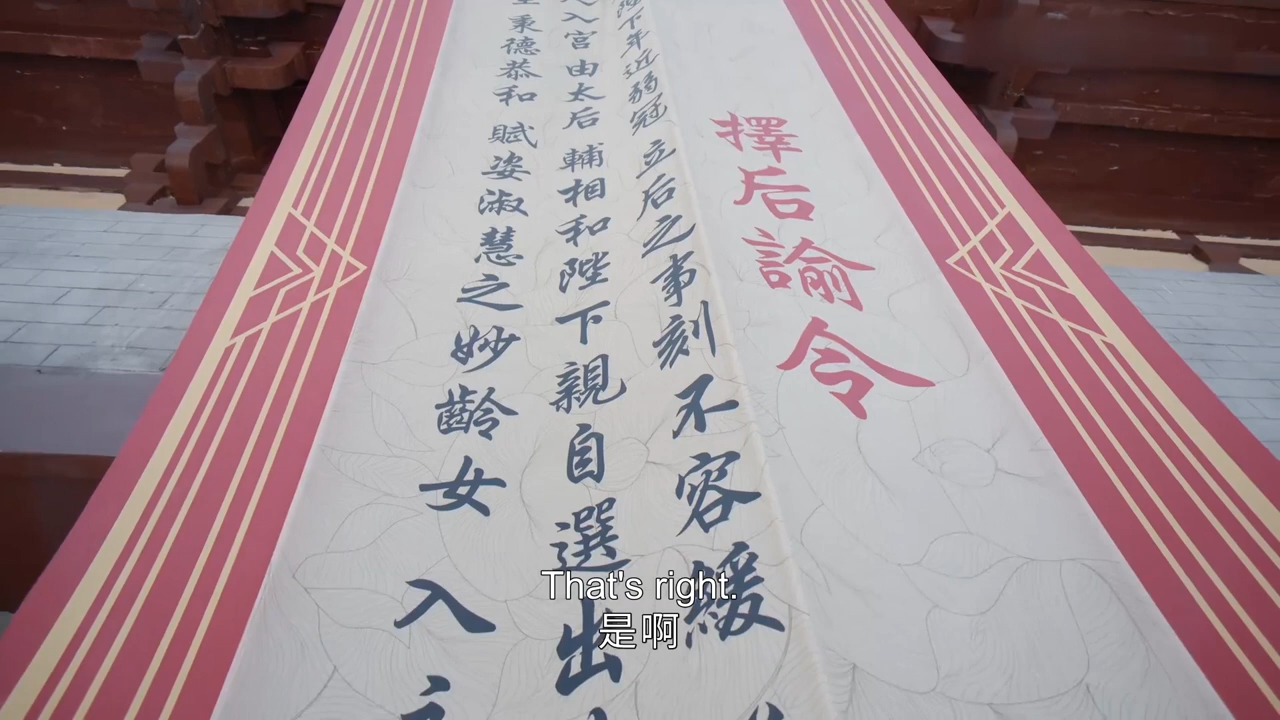 擇后諭令
陛下年近弱冠 立后之事刻不容緩
入宮由太后輔相和陛下親自選出
秉德恭和 賦姿淑慧之妙齡女 入
That's right.
是啊